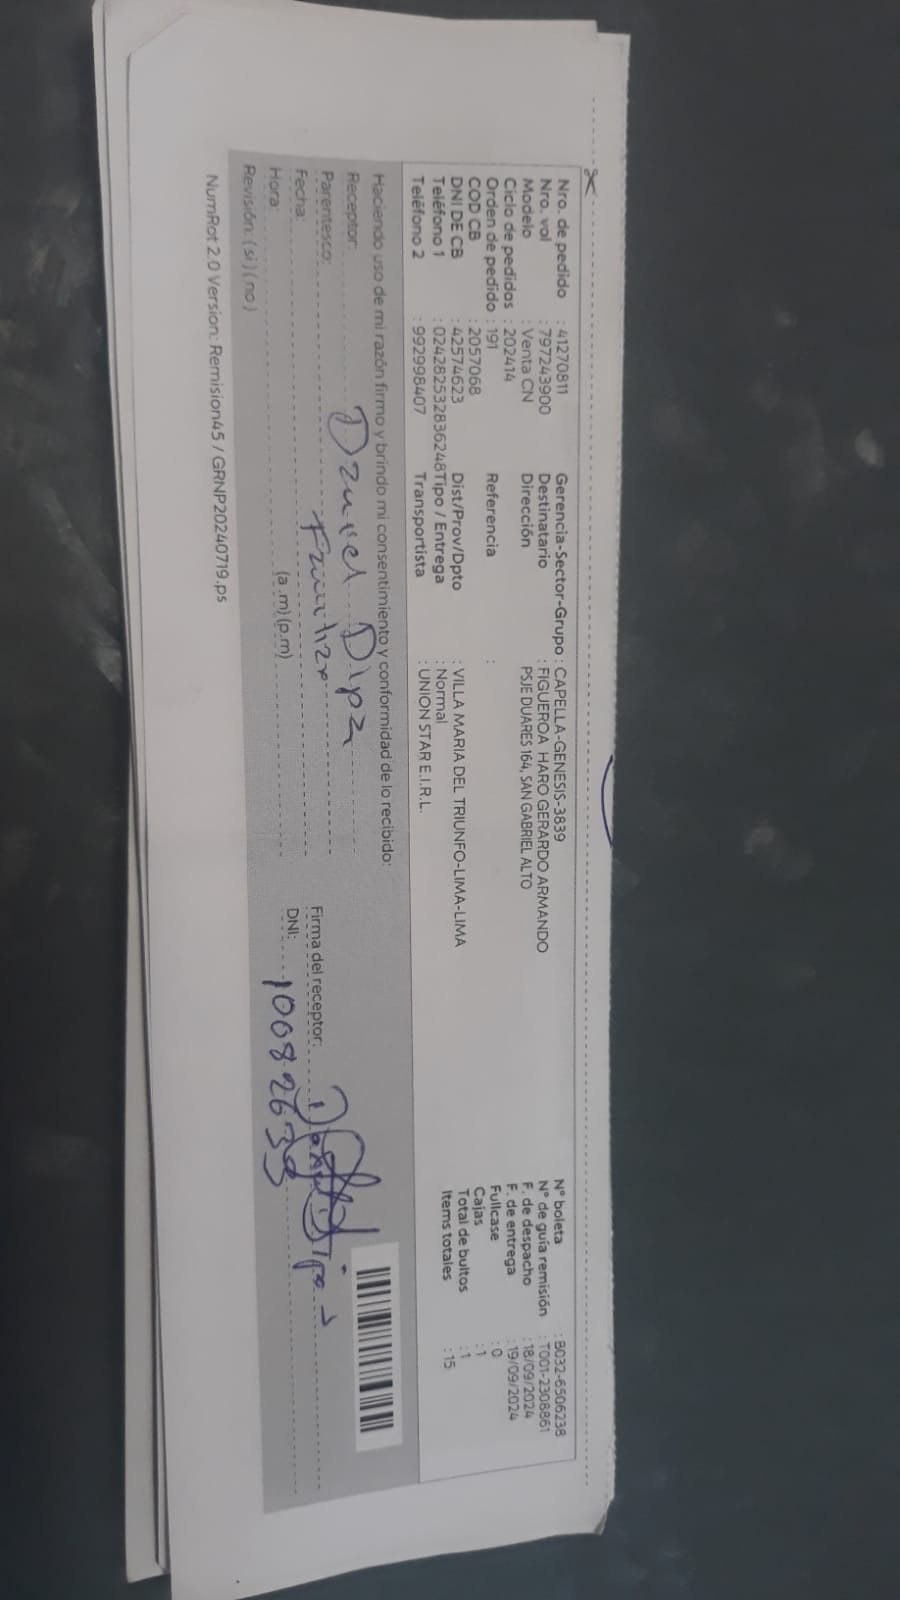 Nro. de pedido : 41270811 Gerencia-Sector-Grupo : CAPELLA-GENESIS-3839 N° boleta : B032-6506238
Nro. vol : 797243900 Destinatario : FIGUEROA HARO GERARDO ARMANDO N° de guía remisión : T001-2308861
Modelo : Venta CN Dirección PSJE DUARES 164, SAN GABRIEL ALTO F. de despacho : 18/09/2024
Ciclo de pedidos : 202414 F. de entrega : 19/09/2024
Orden de pedido : 191 Referencia : Fullcase : 0
COD CB : 2057068 Cajas : 1
DNI DE CB : 42574623 Dist/Prov/Dpto : VILLA MARIA DEL TRIUNFO-LIMA-LIMA Total de bultos : 1
Teléfono 1 : 024282532836248Tipo / Entrega : Normal Items totales : 15
Teléfono 2 : 992998407 Transportista : UNION STAR E.I.R.L.
Haciendo uso de mi razón firmo y brindo mi consentimiento y conformidad de lo recibido:
Receptor: Daniel Dipa
Parentesco: Familiar Firma del receptor:
Fecha: DNI: 10082639
Hora: (a .m) (p.m)
Revisión: ( si ) ( no )
NumRot 2.0 Version: Remision45 / GRNP20240719.ps